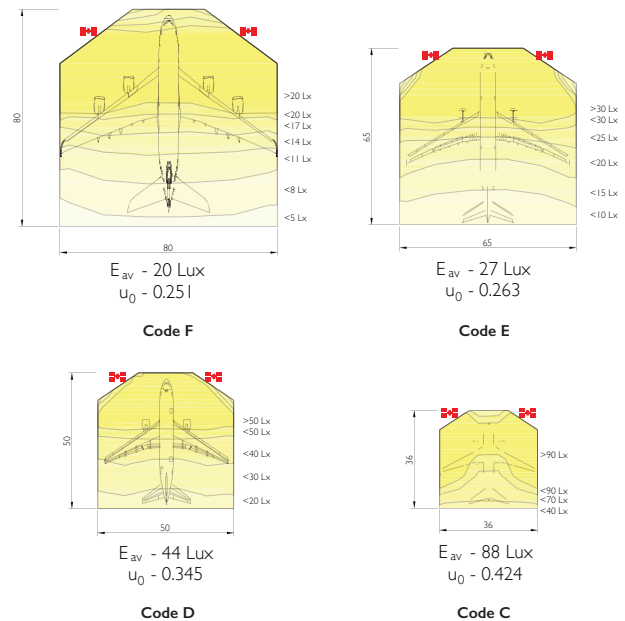 80
>20 Lx
<20 Lx
<17 Lx
<14 Lx
<11 Lx
<8 Lx
<5 Lx
80
E av - 20 Lux
u0 - 0.251
Code F
65
>30 Lx
<30 Lx
<25 Lx
<20 Lx
<15 Lx
<10 Lx
65
E av - 27 Lux
u0 - 0.263
Code E
50
>50 Lx
<50 Lx
<40 Lx
<30 Lx
<20 Lx
50
E av - 44 Lux
u0 - 0.345
Code D
36
>90 Lx
<90 Lx
<70 Lx
<40 Lx
36
E av - 88 Lux
u0 - 0.424
Code C